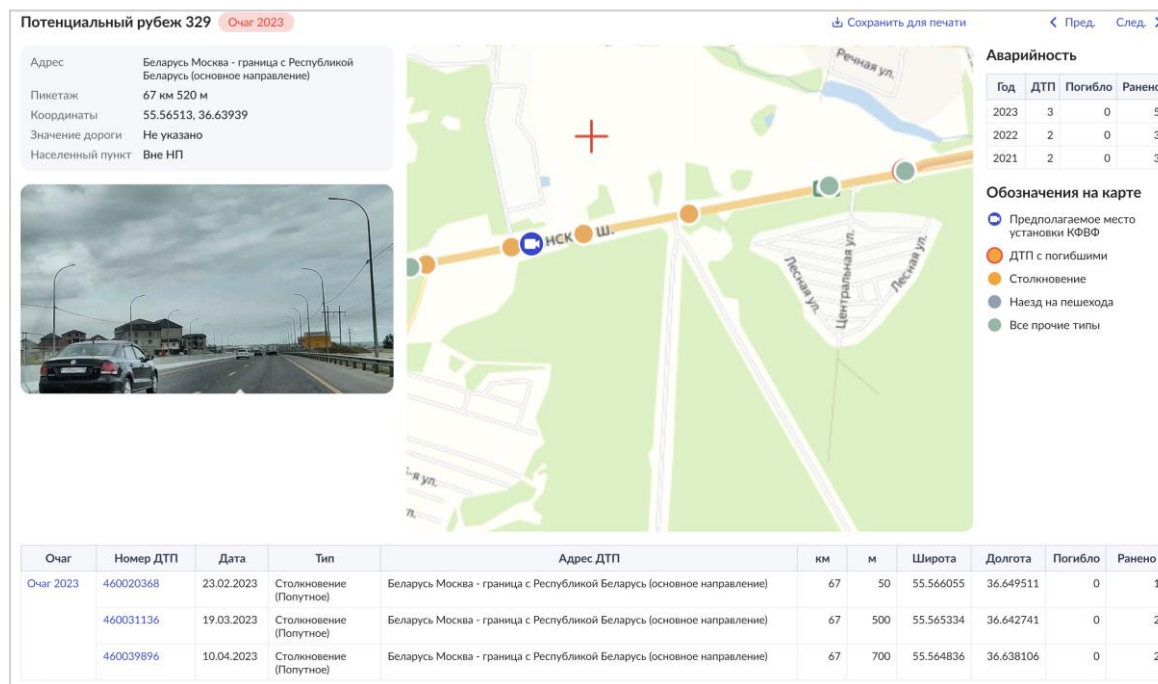 Потенциальный рубеж 329 Очаг 2023
Сохранить для печати
Пред. След.
Адрес Беларусь Москва - граница с Республикой
Беларусь (основное направление)
Пикетаж 67 км 520 м
Координаты 55.56513, 36.63939
Значение дороги Не указано
Населенный пункт Вне НП
Речная ул.
НСК Ш.
Лесная ул.
Центральная ул.
Лесная ул.
-я ул.
Аварийность
Год ДТП Погибло Ранено
2023 3 0 5
2022 2 0 3
2021 2 0 3
Обозначения на карте
Предполагаемое место
установки КФВФ
ДТП с погибшими
Столкновение
Наезд на пешехода
Все прочие типы
Очаг Номер ДТП Дата Тип Адрес ДТП км м Широта Долгота Погибло Ранено
Очаг 2023 460020368 23.02.2023 Столкновение Беларусь Москва - граница с Республикой Беларусь (основное направление) 67 50 55.566055 36.649511 0 1
(Попутное)
460031136 19.03.2023 Столкновение Беларусь Москва - граница с Республикой Беларусь (основное направление) 67 500 55.565334 36.642741 0 2
(Попутное)
460039896 10.04.2023 Столкновение Беларусь Москва - граница с Республикой Беларусь (основное направление) 67 700 55.564836 36.638106 0 2
(Попутное)